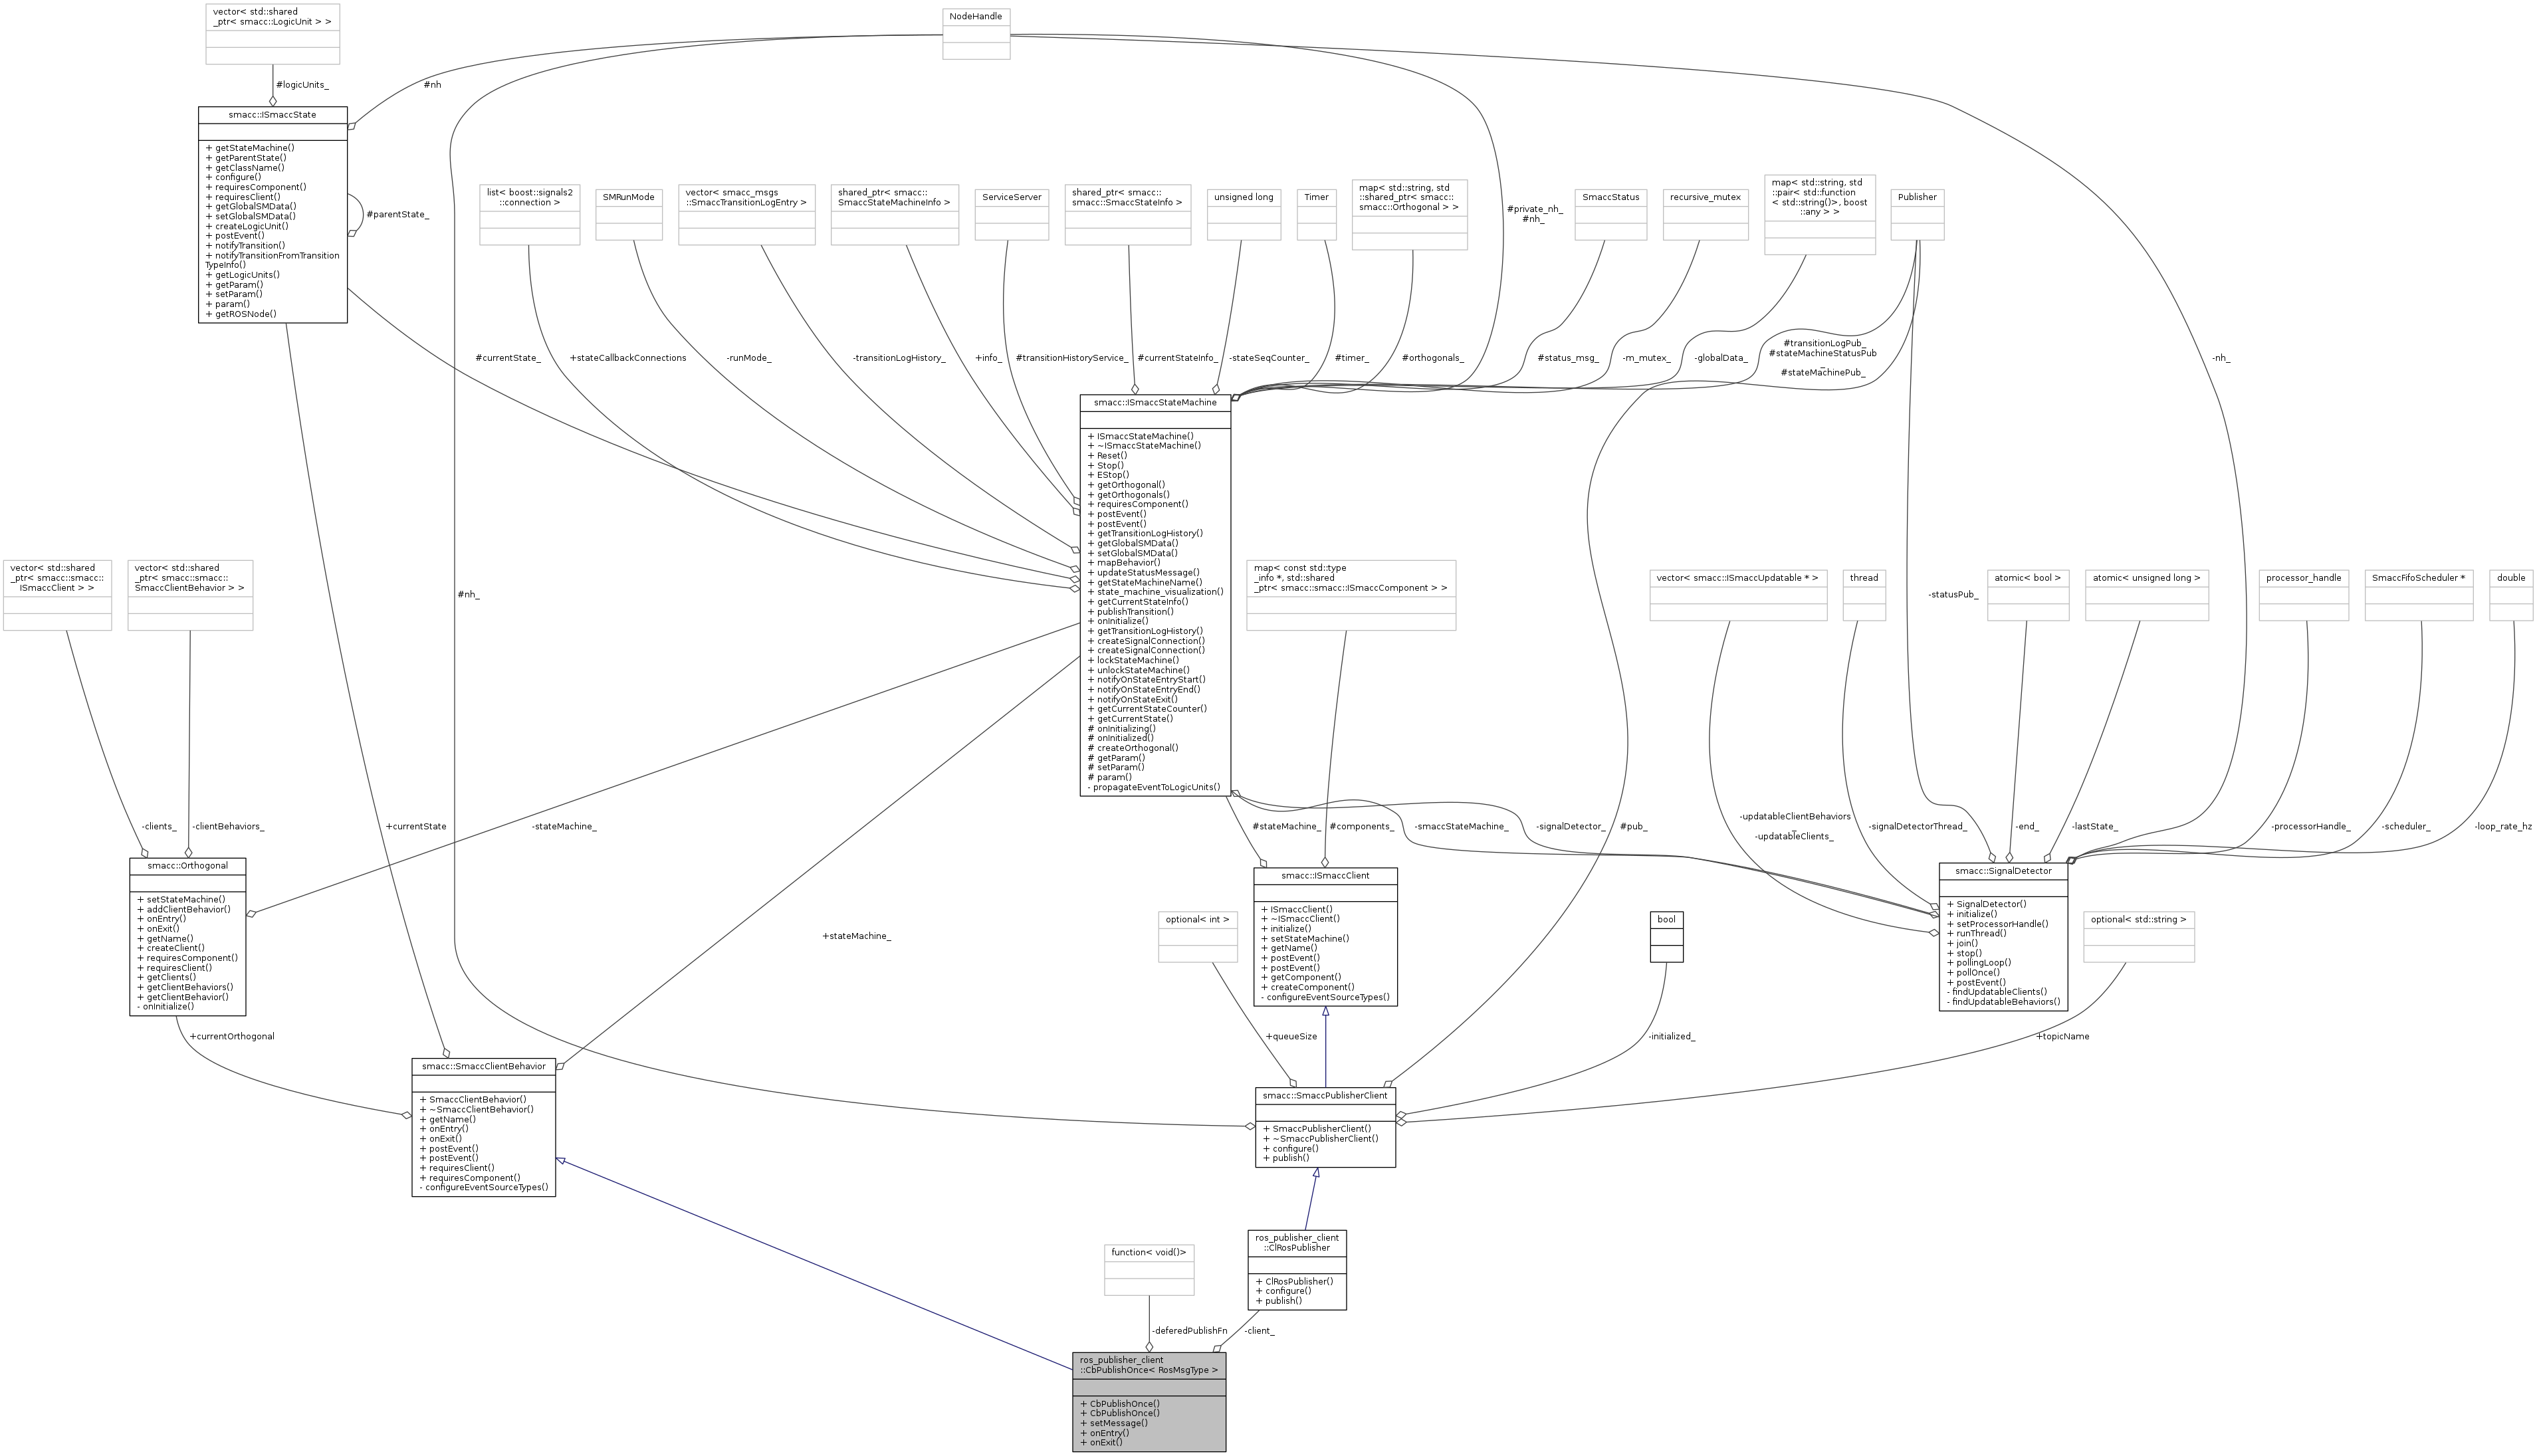 vector< std::shared
_ptr< smacc::LogicUnit > >
NodeHandle
#logicUnits_
#nh
smacc::ISmaccState
+ getStateMachine()
+ getParentState()
+ getClassName()
+ configure()
+ requiresComponent()
+ requiresClient()
+ getGlobalSMData()
+ setGlobalSMData()
+ createLogicUnit()
+ postEvent()
+ notifyTransition()
+ notifyTransitionFromTransition
TypeInfo()
+ getLogicUnits()
+ getParam()
+ setParam()
+ param()
+ getROSNode()
#parentState_
list< boost::signals2
::connection >
SMRunMode
vector< smacc_msgs
::SmaccTransitionLogEntry >
shared_ptr< smacc::
SmaccStateMachineInfo >
ServiceServer
shared_ptr< smacc::
smacc::SmaccStateInfo >
unsigned long
Timer
map< std::string, std
::shared_ptr< smacc::
smacc::Orthogonal > >
#private_nh_
#nh_
SmaccStatus
recursive_mutex
map< std::string, std
::pair< std::function
< std::string()>, boost
::any > >
Publisher
#currentState_
+stateCallbackConnections
-runMode_
-transitionLogHistory_
+info_
#transitionHistoryService_
#currentStateInfo_
-stateSeqCounter_
#timer_
#orthogonals_
#status_msg_
-m_mutex_
-globalData_
#transitionLogPub_
#stateMachineStatusPub
_
#stateMachinePub_
-nh_
smacc::ISmaccStateMachine
+ ISmaccStateMachine()
+ ~ISmaccStateMachine()
+ Reset()
+ Stop()
+ EStop()
+ getOrthogonal()
+ getOrthogonals()
+ requiresComponent()
+ postEvent()
+ postEvent()
+ getTransitionLogHistory()
+ getGlobalSMData()
+ setGlobalSMData()
+ mapBehavior()
+ updateStatusMessage()
+ getStateMachineName()
+ state_machine_visualization()
+ getCurrentStateInfo()
+ publishTransition()
+ onInitialize()
+ getTransitionLogHistory()
+ createSignalConnection()
+ createSignalConnection()
+ lockStateMachine()
+ unlockStateMachine()
+ notifyOnStateEntryStart()
+ notifyOnStateEntryEnd()
+ notifyOnStateExit()
+ getCurrentStateCounter()
+ getCurrentState()
# onInitializing()
# onInitialized()
# createOrthogonal()
# getParam()
# setParam()
# param()
- propagateEventToLogicUnits()
vector< std::shared
_ptr< smacc::smacc::
ISmaccClient > >
vector< std::shared
_ptr< smacc::smacc::
SmaccClientBehavior > >
#nh_
map< const std::type
_info *, std::shared
_ptr< smacc::smacc::ISmaccComponent > >
vector< smacc::ISmaccUpdatable * >
thread
-statusPub_
atomic< bool >
atomic< unsigned long >
processor_handle
SmaccFifoScheduler *
double
-clients_
-clientBehaviors_
+currentState
-stateMachine_
#stateMachine_
#components_
-smaccStateMachine_
-signalDetector_
#pub_
-updatableClientBehaviors
_
-updatableClients_
-signalDetectorThread_
-end_
-lastState_
-processorHandle_
-scheduler_
-loop_rate_hz
smacc::Orthogonal
+ setStateMachine()
+ addClientBehavior()
+ onEntry()
+ onExit()
+ getName()
+ createClient()
+ requiresComponent()
+ requiresClient()
+ getClients()
+ getClientBehaviors()
+ getClientBehavior()
- onInitialize()
+stateMachine_
smacc::ISmaccClient
+ ISmaccClient()
+ ~ISmaccClient()
+ initialize()
+ setStateMachine()
+ getName()
+ postEvent()
+ postEvent()
+ getComponent()
+ createComponent()
- configureEventSourceTypes()
optional< int >
bool
smacc::SignalDetector
+ SignalDetector()
+ initialize()
+ setProcessorHandle()
+ runThread()
+ join()
+ stop()
+ pollingLoop()
+ pollOnce()
+ postEvent()
- findUpdatableClients()
- findUpdatableBehaviors()
optional< std::string >
+currentOrthogonal
+queueSize
-initialized_
+topicName
smacc::SmaccClientBehavior
+ SmaccClientBehavior()
+ ~SmaccClientBehavior()
+ getName()
+ onEntry()
+ onExit()
+ postEvent()
+ postEvent()
+ requiresClient()
+ requiresComponent()
- configureEventSourceTypes()
smacc::SmaccPublisherClient
+ SmaccPublisherClient()
+ ~SmaccPublisherClient()
+ configure()
+ publish()
function< void()>
ros_publisher_client
::ClRosPublisher
+ ClRosPublisher()
+ configure()
+ publish()
-deferedPublishFn
-client_
ros_publisher_client
::CbPublishOnce< RosMsgType >
+ CbPublishOnce()
+ CbPublishOnce()
+ setMessage()
+ onEntry()
+ onExit()